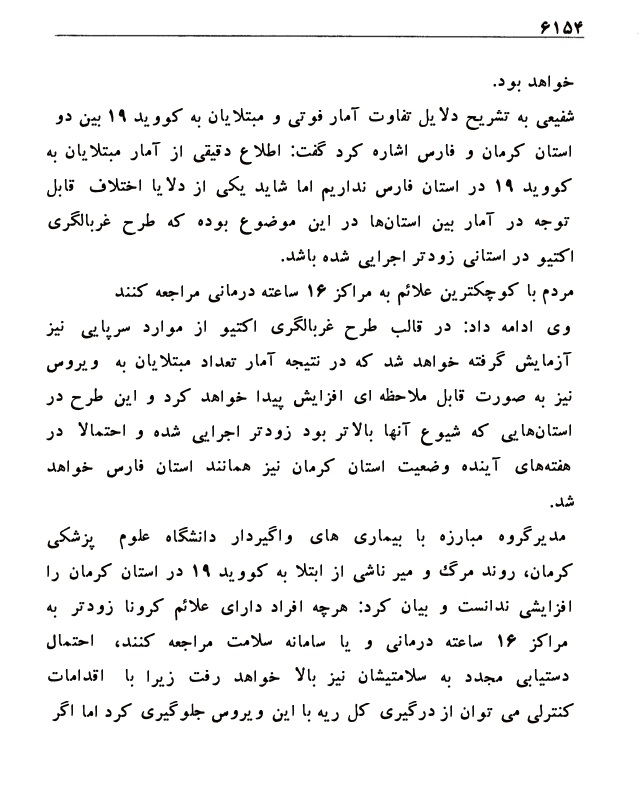 ۶۱۵۴
خواهد بود.
شفیعی به تشریح دلایل تفاوت آمار فوتی و مبتلایان به کووید ۱۹ بین دو
استان کرمان و فارس اشاره کرد گفت: اطلاع دقیقی از آمار مبتلایان به
کووید ۱۹ در استان فارس نداریم اما شاید یکی از دلایا اختلاف قابل
توجه در آمار بین استان‌ها در این موضوع بوده که طرح غربالگری
اکتیو در استانی زودتر اجرایی شده باشد.
مردم با کوچکترین علائم به مراکز ۱۶ ساعته درمانی مراجعه کنند
وی ادامه داد: در قالب طرح غربالگری اکتیو از موارد سرپایی نیز
آزمایش گرفته خواهد شد که در نتیجه آمار تعداد مبتلایان به ویروس
نیز به صورت قابل ملاحظه ای افزایش پیدا خواهد کرد و این طرح در
استان‌هایی که شیوع آنها بالاتر بود زودتر اجرایی شده و احتمالا در
هفته‌های آینده وضعیت استان کرمان نیز همانند استان فارس خواهد
شد.
مدیرگروه مبارزه با بیماری های واگیردار دانشگاه علوم پزشکی
کرمان، روند مرگ و میر ناشی از ابتلا به کووید ۱۹ در استان کرمان را
افزایشی ندانست و بیان کرد: هرچه افراد دارای علائم کرونا زودتر به
مراکز ۱۶ ساعته درمانی و یا سامانه سلامت مراجعه کنند، احتمال
دستیابی مجدد به سلامتیشان نیز بالا خواهد رفت زیرا با اقدامات
کنترلی می توان از درگیری کل ریه با این ویروس جلوگیری کرد اما اگر